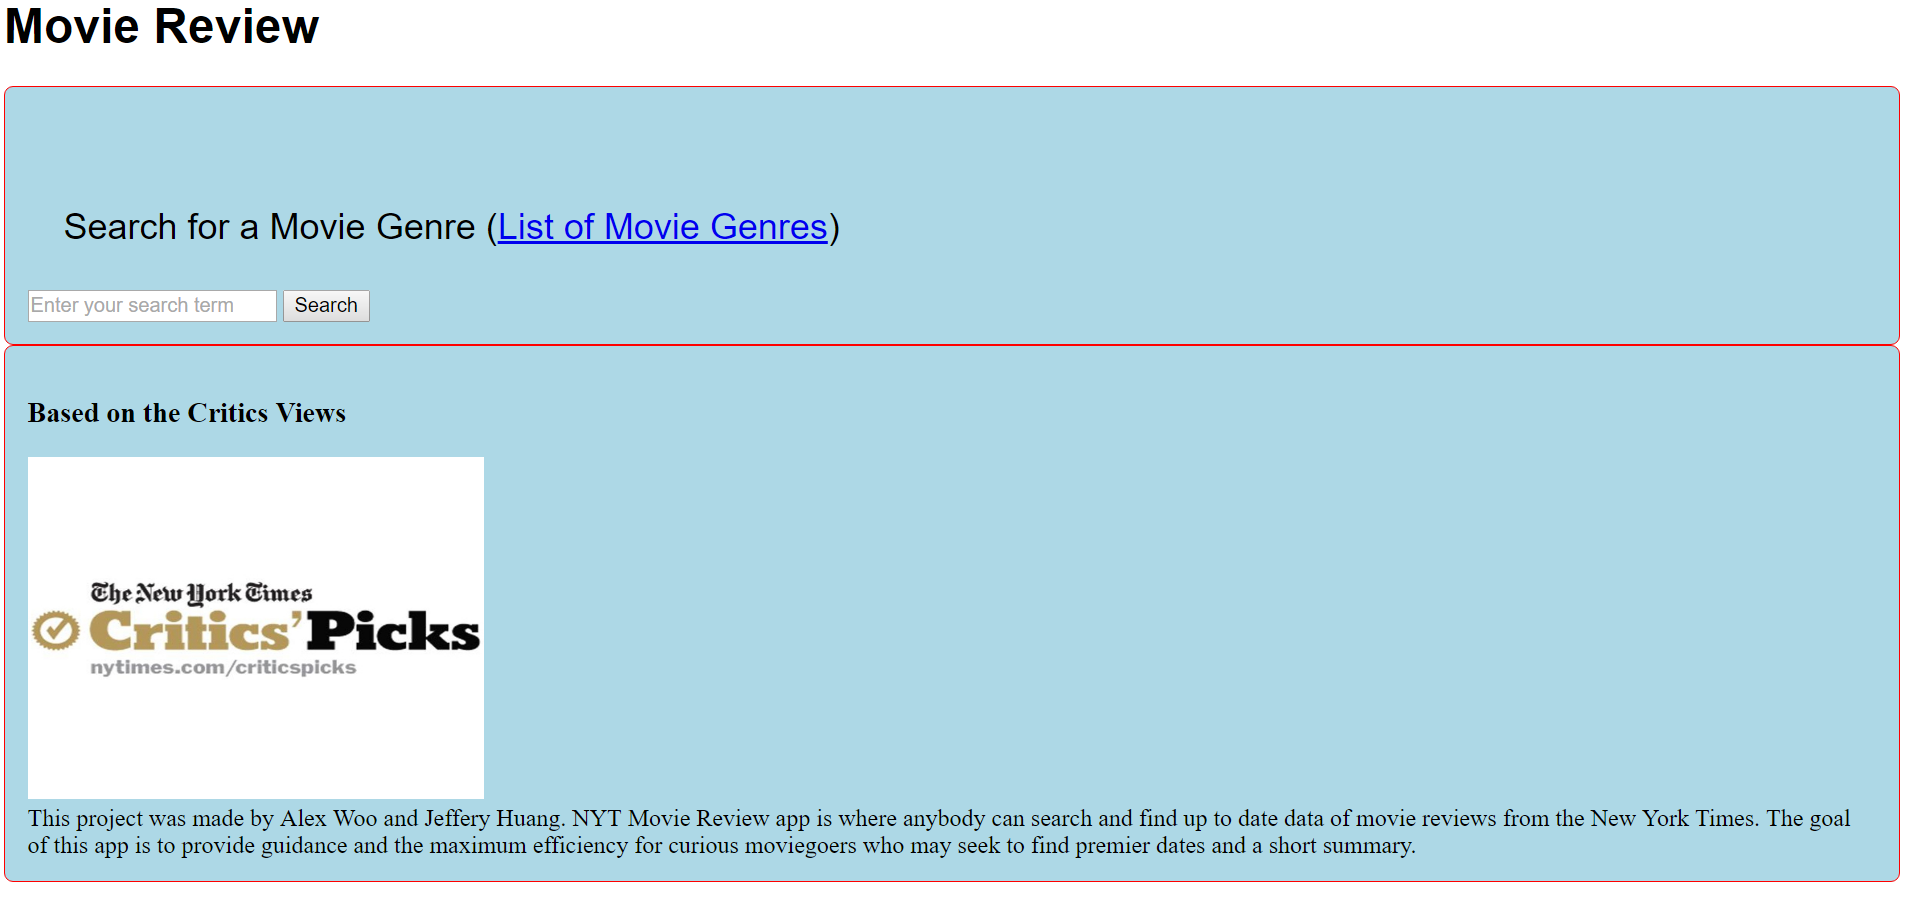 Movie Review
Search for a Movie Genre (List of Movie Genres)
Enter your search term Search
Based on the Critics Views
The New York Times
Critics' Picks
nytimes.com/criticspicks
This project was made by Alex Woo and Jeffery Huang. NYT Movie Review app is where anybody can search and find up to date data of movie reviews from the New York Times. The goal
of this app is to provide guidance and the maximum efficiency for curious moviegoers who may seek to find premier dates and a short summary.